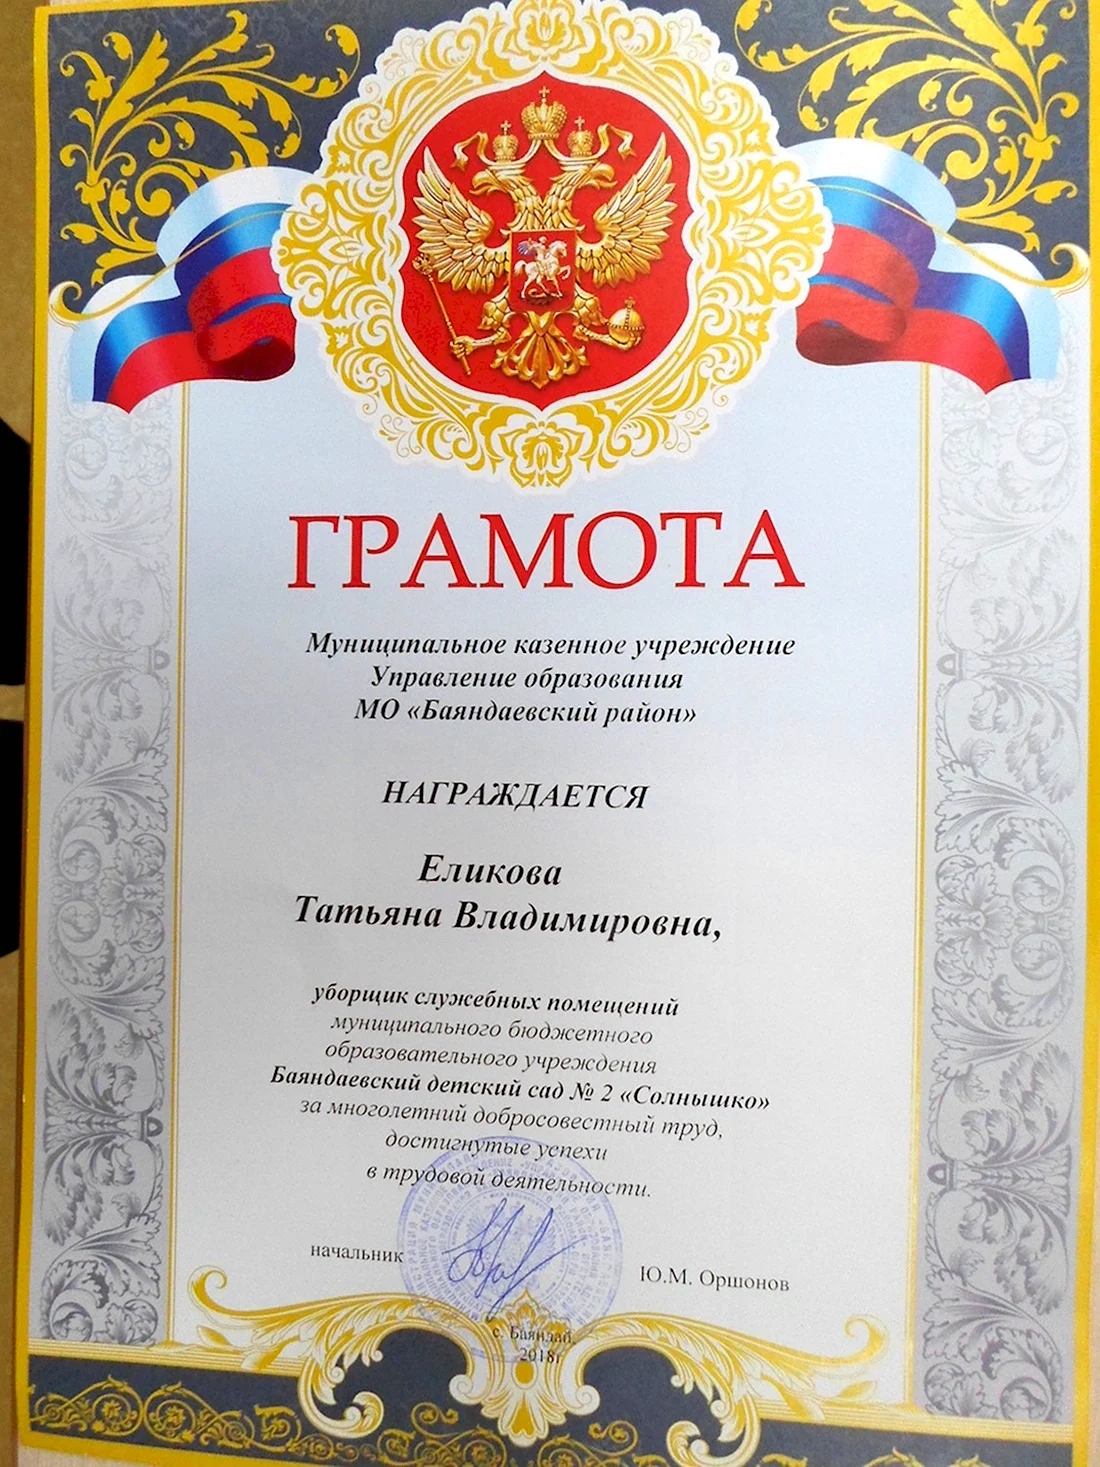 ГРАМОТА
Муниципальное казенное учреждение
Управление образования
МО «Баяндаевский район»
НАГРАЖДАЕТСЯ
Еликова
Татьяна Владимировна,
уборщик служебных помещений
муниципального бюджетного
образовательного учреждения
Баяндаевский детский сад № 2 «Солнышко»
за многолетний добросовестный труд,
достигнутые успехи
в трудовой деятельности.
начальник
Ю.М. Оршонов
с. Баяндай,
2018г